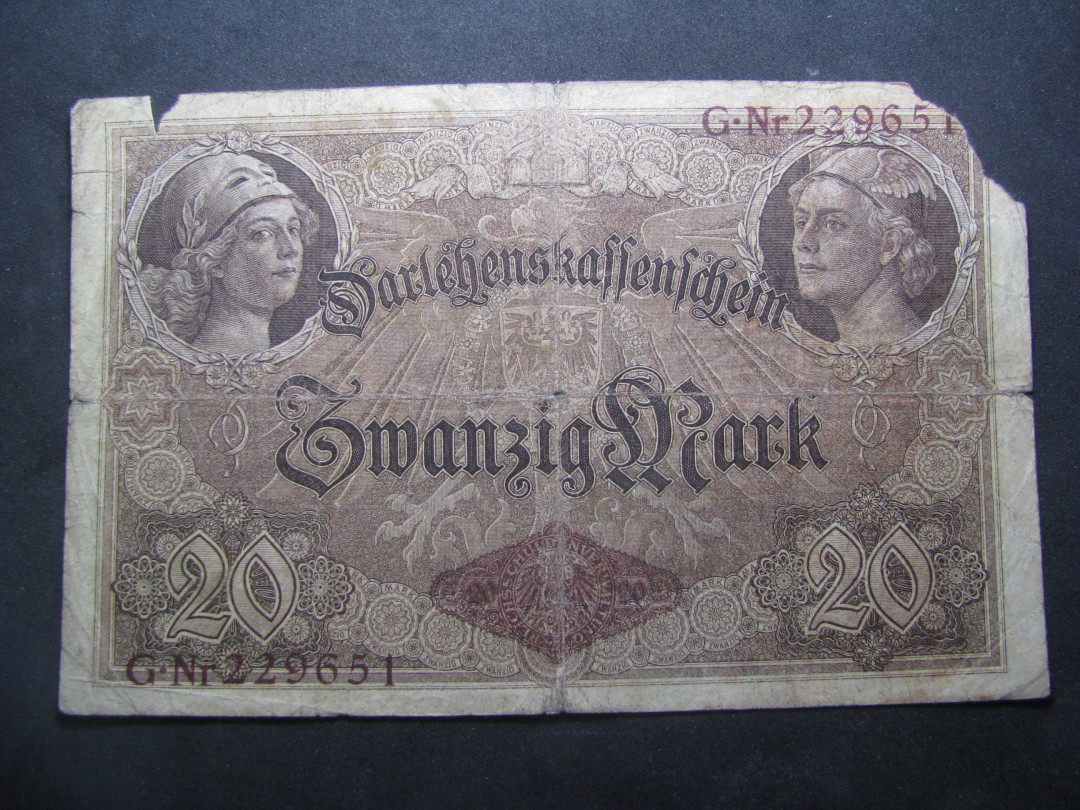 G·Nr 229651
Darlehenskassenschein
Zwanzig Mark
20 20
G·Nr 229651